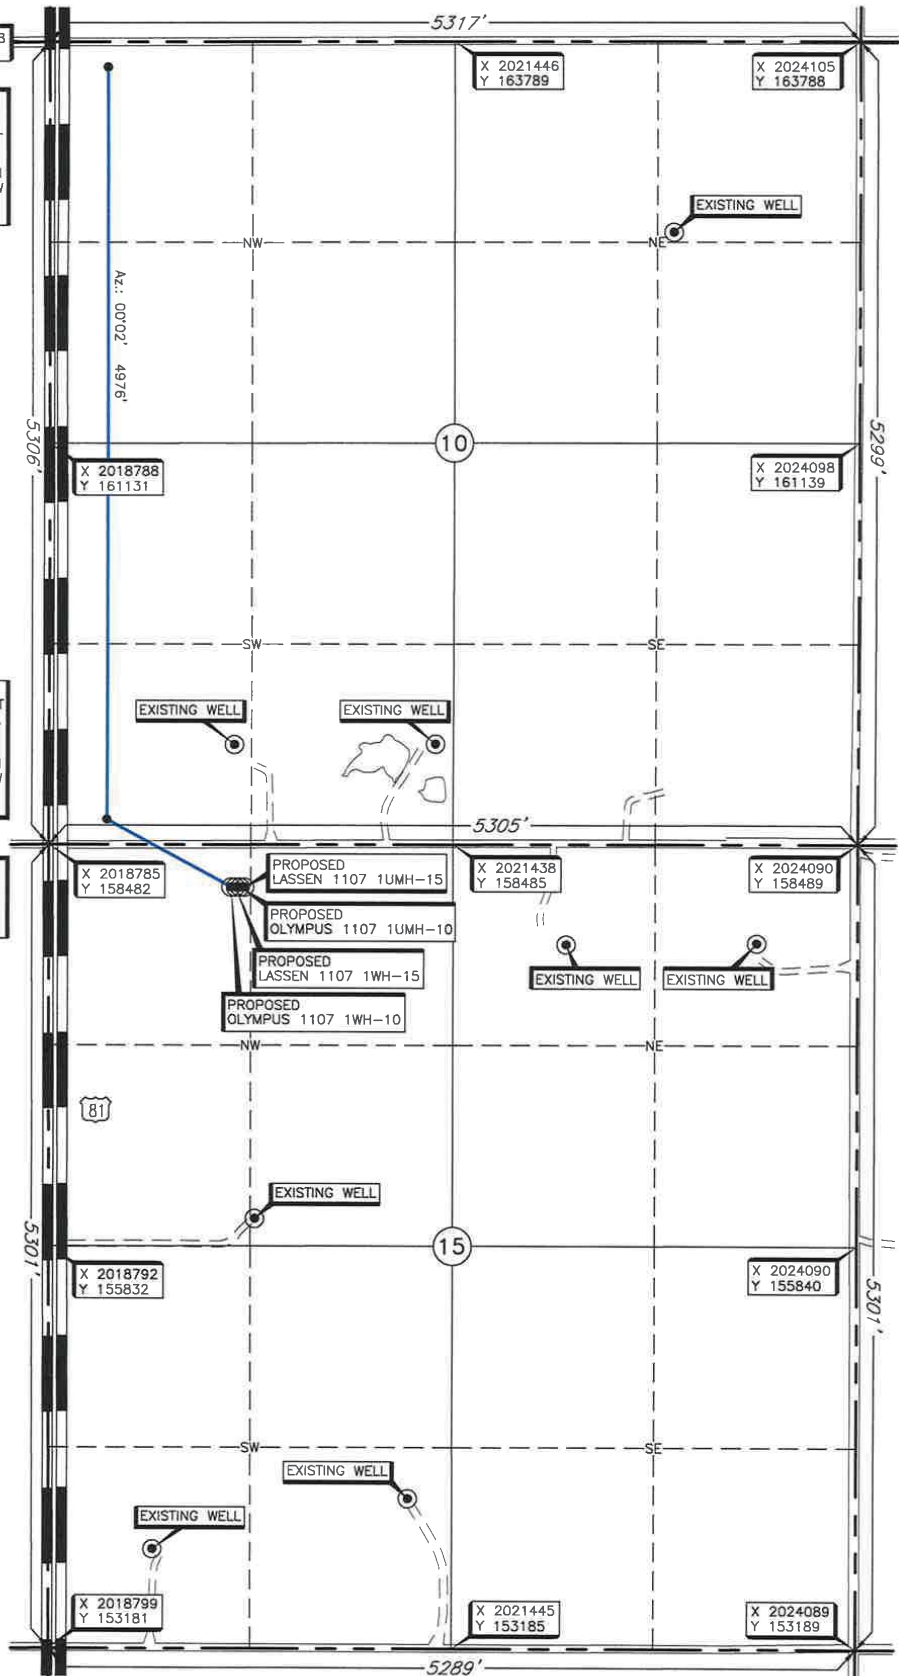 5317'
X 2021446
Y 163789
X 2024105
Y 163788
EXISTING WELL
NW
NE
Az.: 00°02' 4976'
5306'
10
5299'
X 2018788
Y 161131
X 2024098
Y 161139
SW
SE
EXISTING WELL
EXISTING WELL
5305'
X 2018785
Y 158482
PROPOSED
LASSEN 1107 1UMH-15
X 2021438
Y 158485
X 2024090
Y 158489
PROPOSED
OLYMPUS 1107 1UMH-10
PROPOSED
LASSEN 1107 1WH-15
EXISTING WELL
EXISTING WELL
PROPOSED
OLYMPUS 1107 1WH-10
NW
NE
81
EXISTING WELL
5301'
15
X 2018792
Y 155832
X 2024090
Y 155840
5301'
SW
SE
EXISTING WELL
EXISTING WELL
X 2018799
Y 153181
X 2021445
Y 153185
X 2024089
Y 153189
5289'